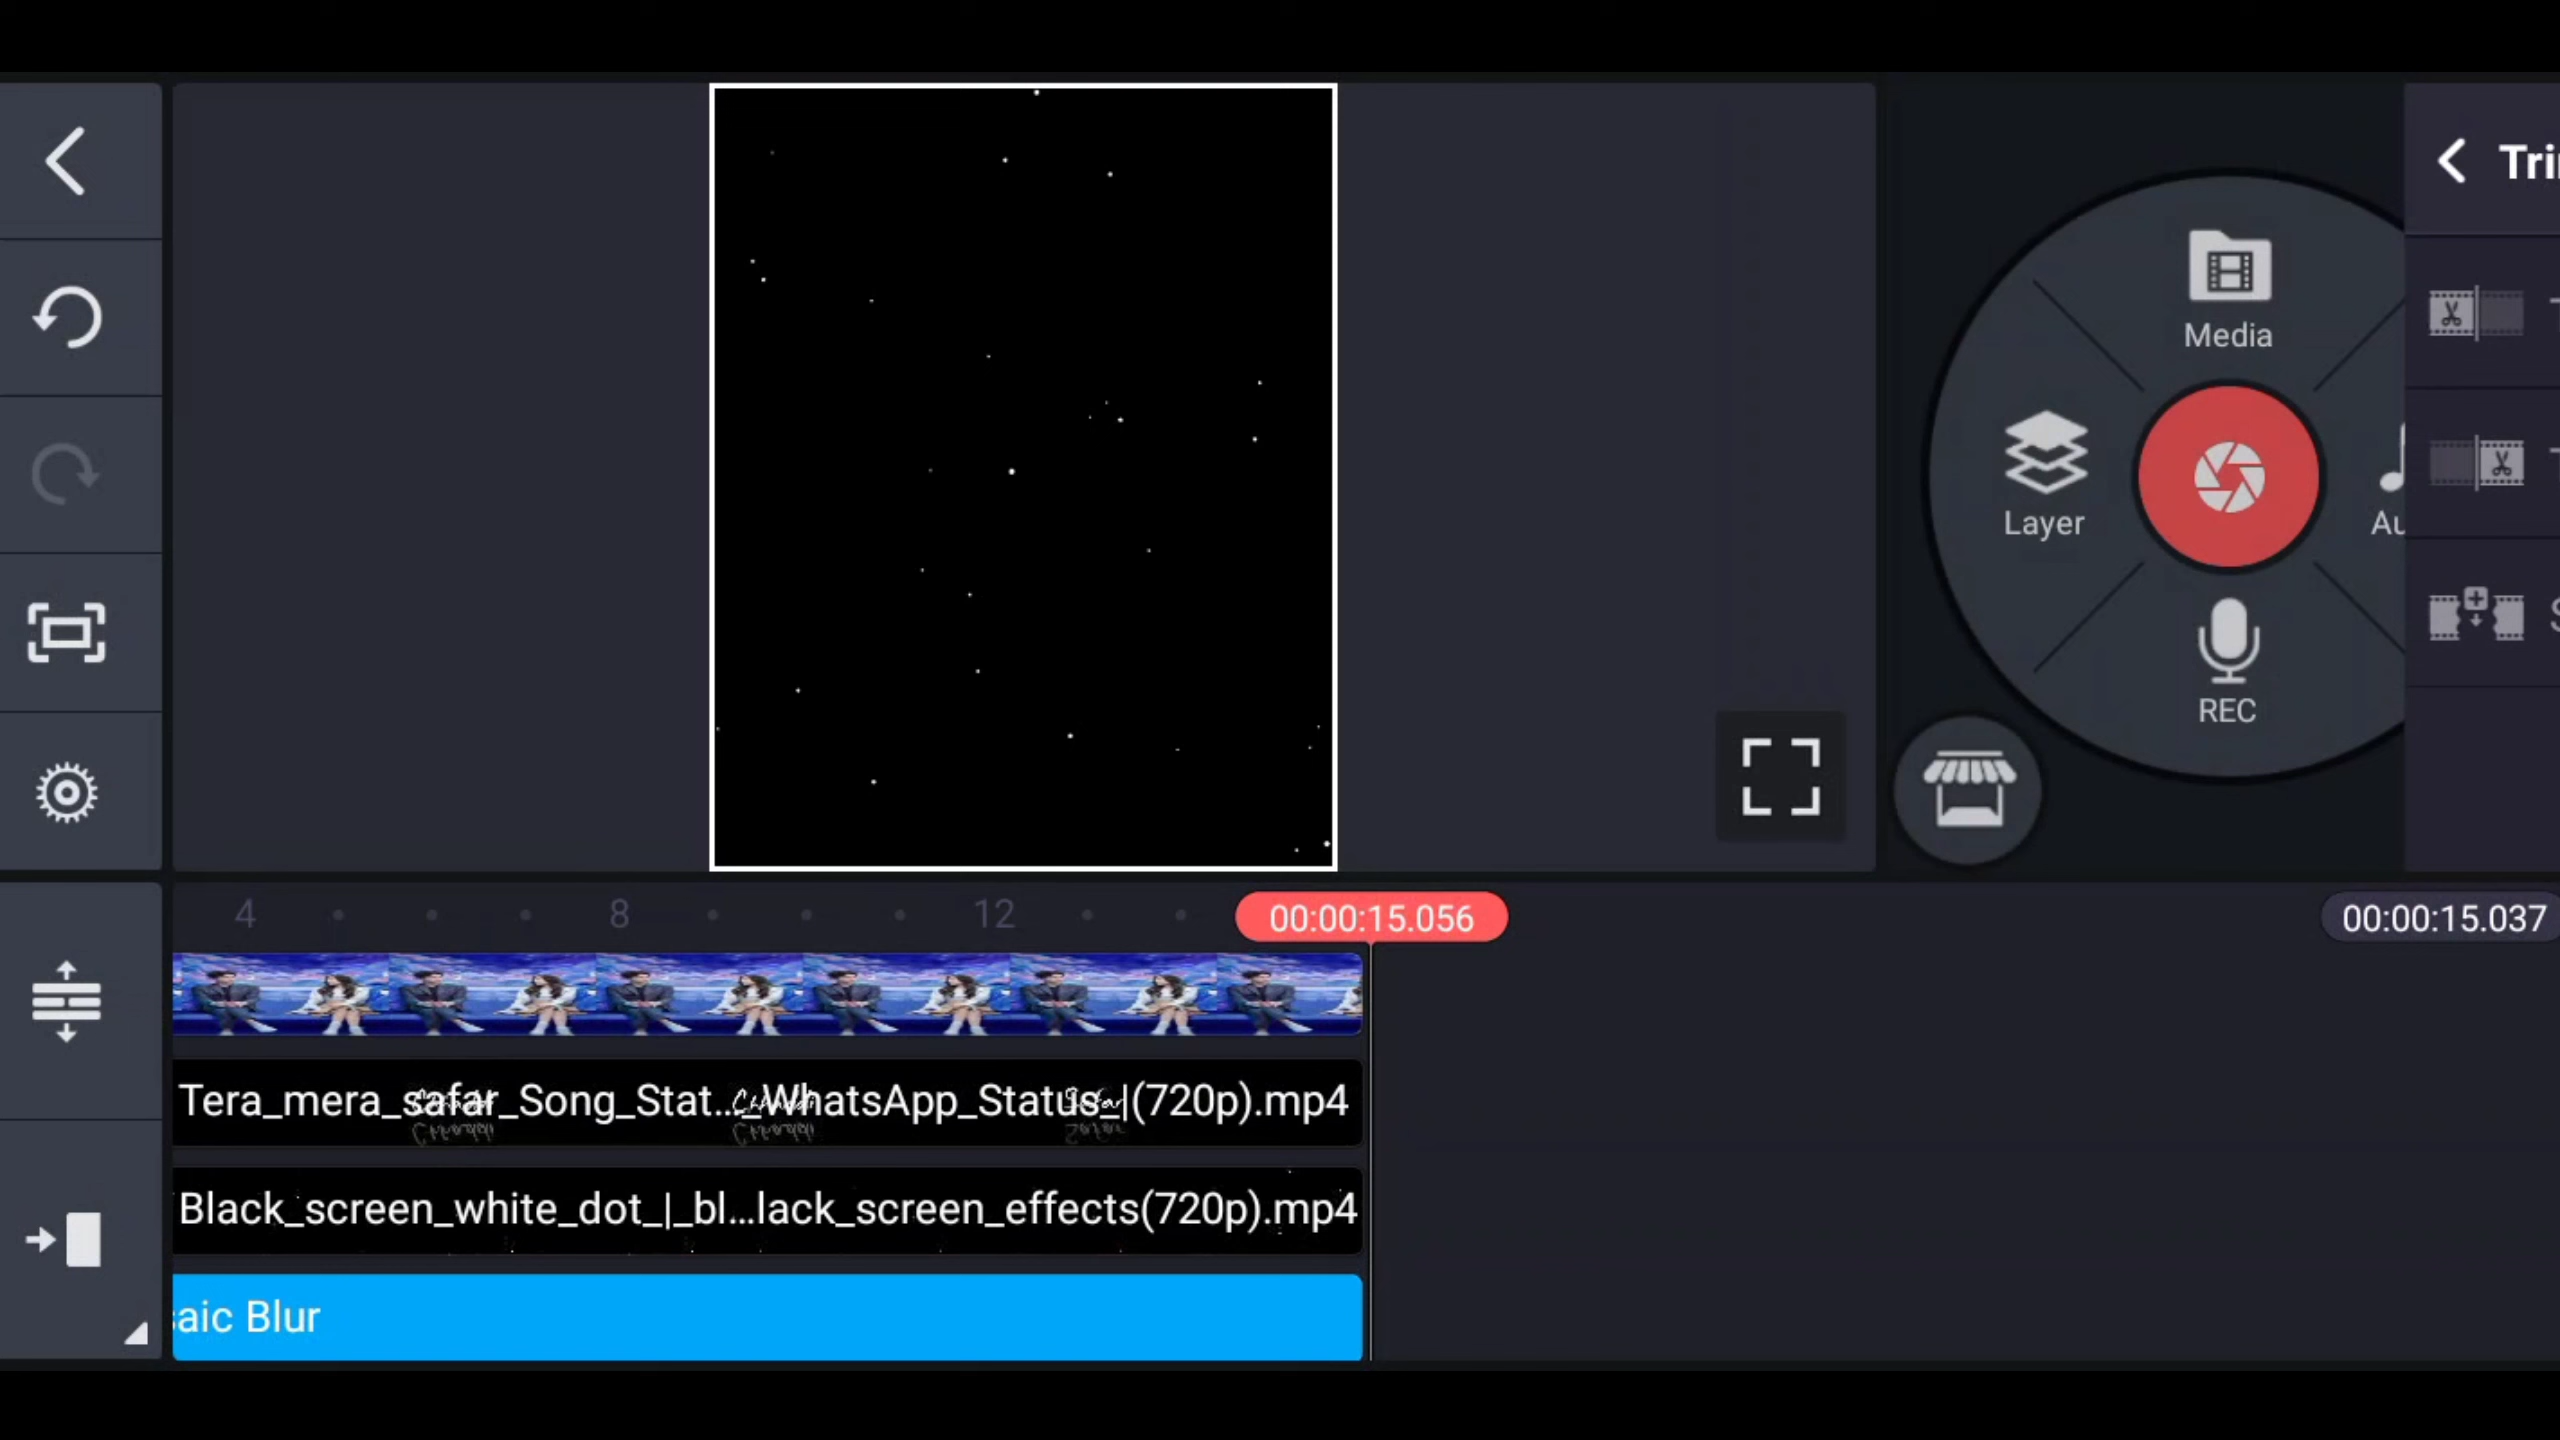 Tri
Media
Layer
Au
REC
4
8
12
00:00:15.056
00:00:15.037
Tera_mera_safar_Song_Stat..._WhatsApp_Status_|(720p).mp4
Black_screen_white_dot_|_bl...lack_screen_effects(720p).mp4
saic Blur